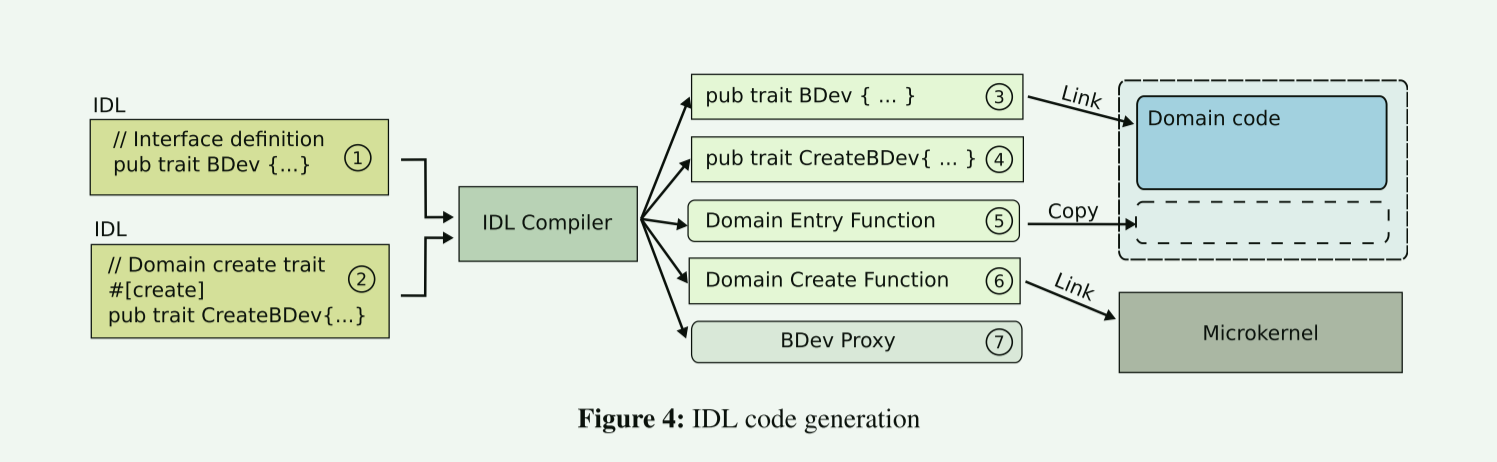 IDL
// Interface definition
pub trait BDev {...}
1
IDL
// Domain create trait
#[create]
pub trait CreateBDev{...}
2
IDL Compiler
pub trait BDev { ... }
3
pub trait CreateBDev{ ... }
4
Domain Entry Function
5
Domain Create Function
6
BDev Proxy
7
Link
Copy
Link
Domain code
Microkernel
Figure 4: IDL code generation